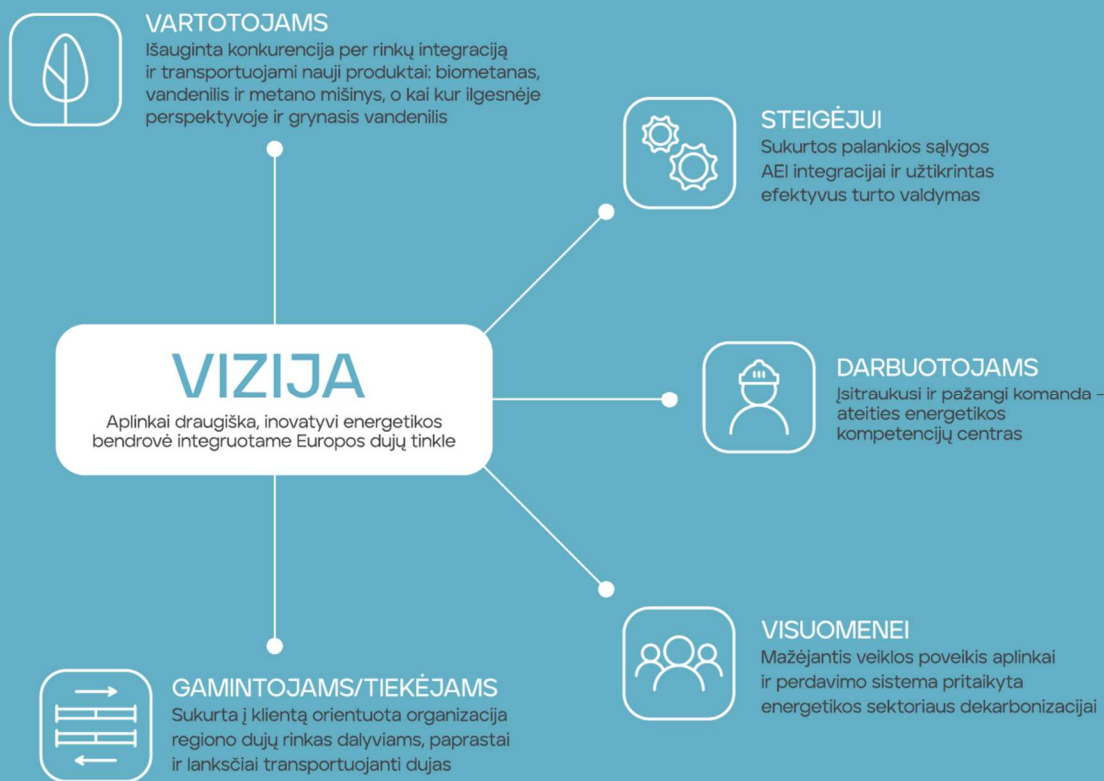 VARTOTOJAMS
Išauginta konkurencija per rinkų integraciją
ir transportuojami nauji produktai: biometanas,
vandenilis ir metano mišinys, o kai kur ilgesnėje
perspektyvoje ir grynasis vandenilis
STEIGĖJUI
Sukurtos palankios sąlygos
AEI integracijai ir užtikrintas
efektyvus turto valdymas
VIZIJA
Aplinkai draugiška, inovatyvi energetikos
bendrovė integruotame Europos dujų tinkle
DARBUOTOJAMS
Įsitraukusi ir pažangi komanda –
ateities energetikos
kompetencijų centras
VISUOMENEI
Mažėjantis veiklos poveikis aplinkai
ir perdavimo sistema pritaikyta
energetikos sektoriaus dekarbonizacijai
GAMINTOJAMS/TIEKĖJAMS
Sukurta į klientą orientuota organizacija
regiono dujų rinkas dalyviams, paprastai
ir lanksčiai transportuojanti dujas